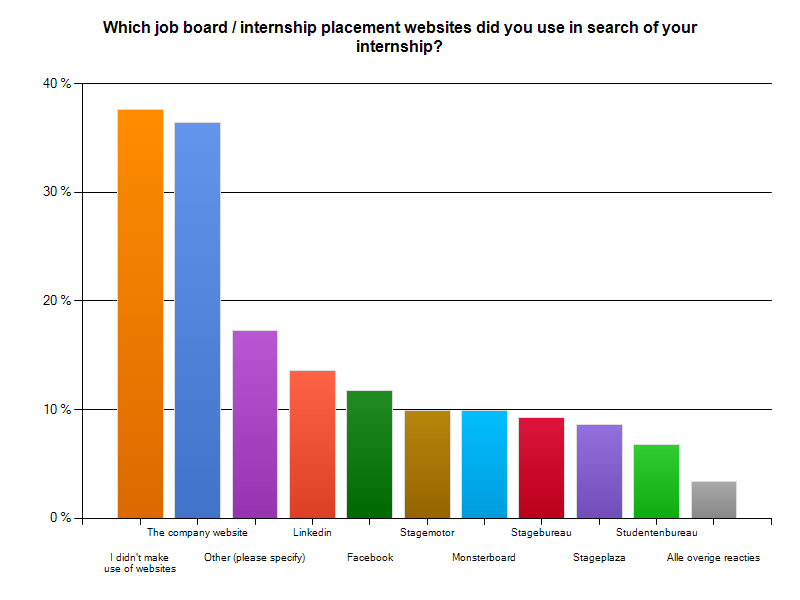 Which job board / internship placement websites did you use in search of your
internship?
40 %
30 %
20 %
10 %
0 %
The company website
Linkedin
Stagemotor
Stagebureau
Studentenbureau
I didn't make
use of websites
Other (please specify)
Facebook
Monsterboard
Stageplaza
Alle overige reacties